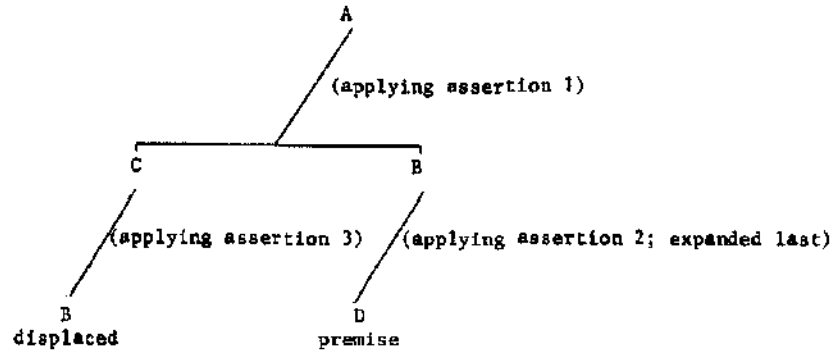 A
(applying assertion 1)
C B
(applying assertion 3) (applying assertion 2; expanded last)
B D
displaced premise